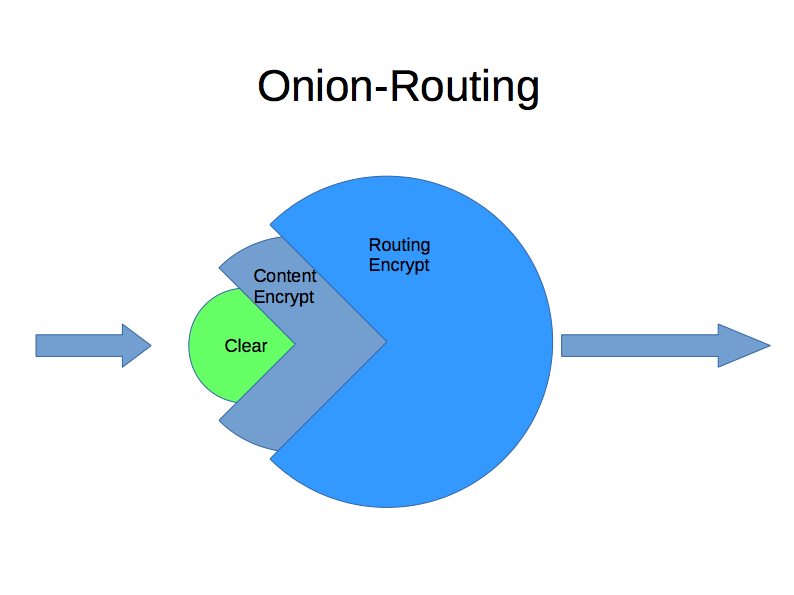 Onion-Routing
Routing
Encrypt
Content
Encrypt
Clear